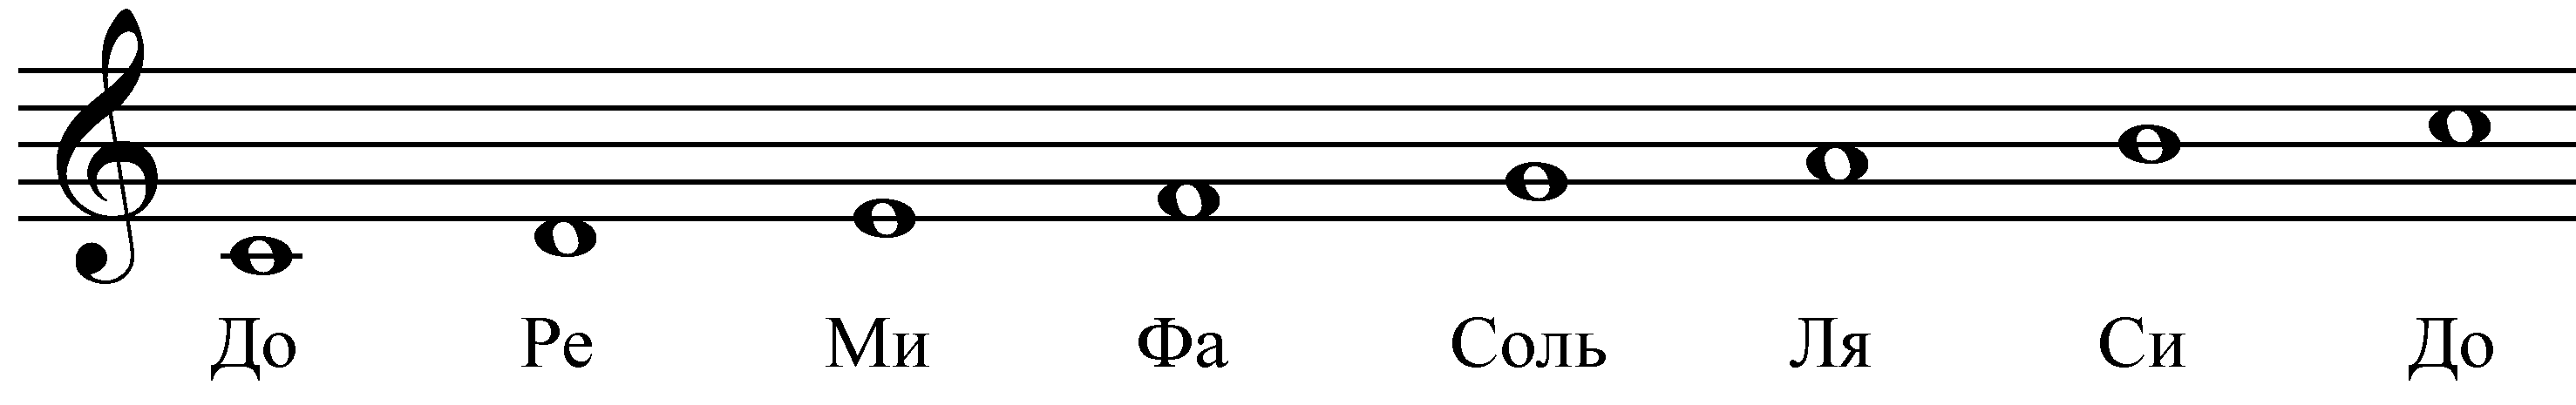 До Ре Ми Фа Соль Ля Си До